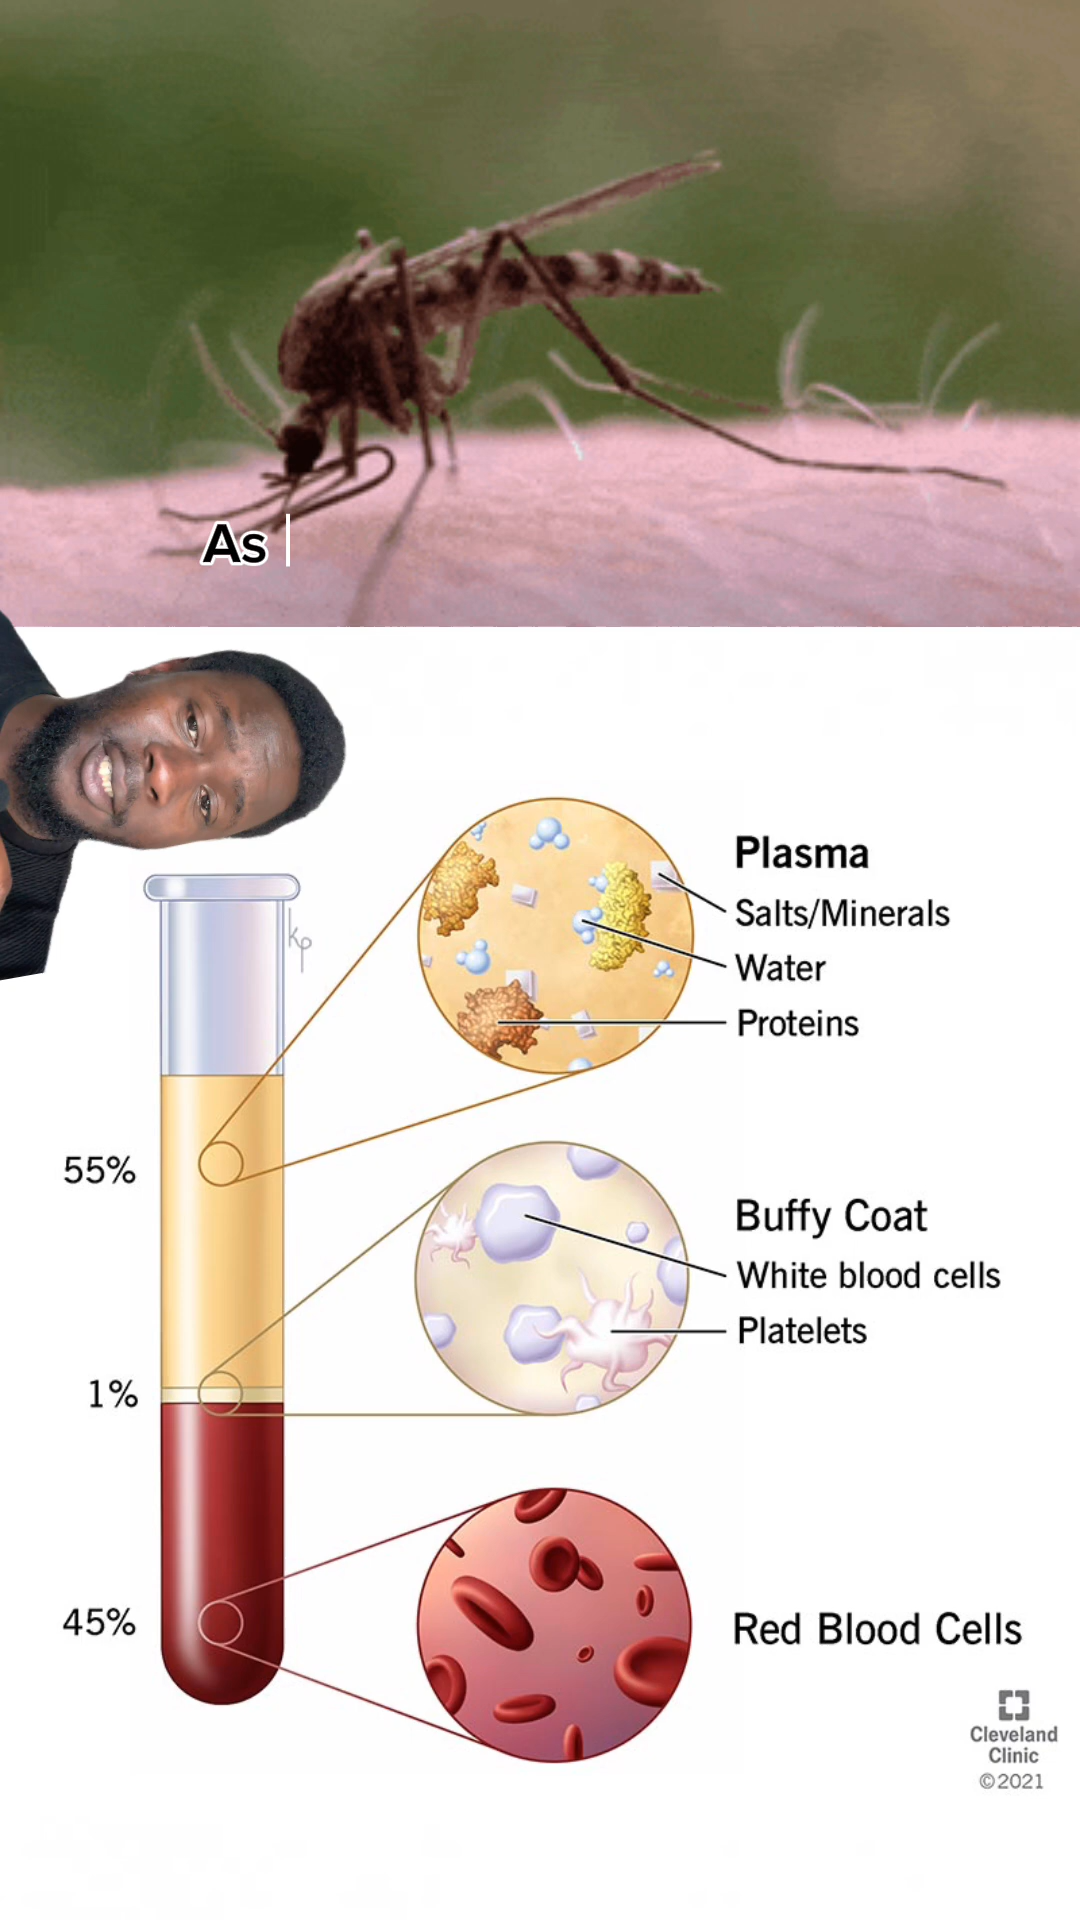 As
kp
Plasma
Salts/Minerals
Water
Proteins
55%
Buffy Coat
White blood cells
Platelets
1%
45%
Red Blood Cells
Cleveland
Clinic
©2021